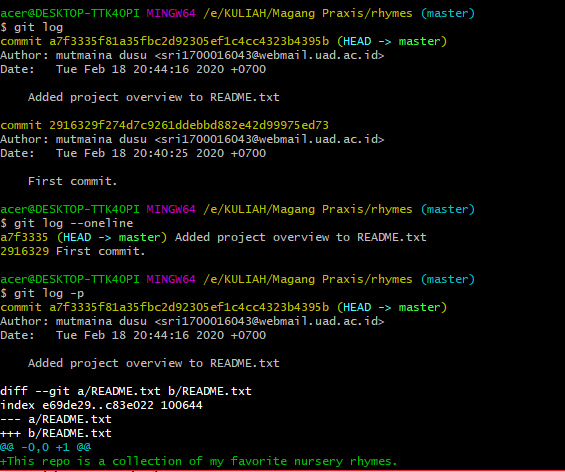 acer@DESKTOP-TTK4OPI MINGW64 /e/KULIAH/Magang Praxis/rhymes (master)
$ git log
commit a7f3335f81a35fbc2d92305ef1c4cc4323b4395b (HEAD -> master)
Author: mutmaina dusu <sri1700016043@webmail.uad.ac.id>
Date:   Tue Feb 18 20:44:16 2020 +0700
    Added project overview to README.txt
commit 2916329f274d7c9261ddebbd882e42d99975ed73
Author: mutmaina dusu <sri1700016043@webmail.uad.ac.id>
Date:   Tue Feb 18 20:40:25 2020 +0700
    First commit.
acer@DESKTOP-TTK4OPI MINGW64 /e/KULIAH/Magang Praxis/rhymes (master)
$ git log --oneline
a7f3335 (HEAD -> master) Added project overview to README.txt
2916329 First commit.
acer@DESKTOP-TTK4OPI MINGW64 /e/KULIAH/Magang Praxis/rhymes (master)
$ git log -p
commit a7f3335f81a35fbc2d92305ef1c4cc4323b4395b (HEAD -> master)
Author: mutmaina dusu <sri1700016043@webmail.uad.ac.id>
Date:   Tue Feb 18 20:44:16 2020 +0700
    Added project overview to README.txt
diff --git a/README.txt b/README.txt
index e69de29..c83e022 100644
--- a/README.txt
+++ b/README.txt
@@ -0,0 +1 @@
+This repo is a collection of my favorite nursery rhymes.